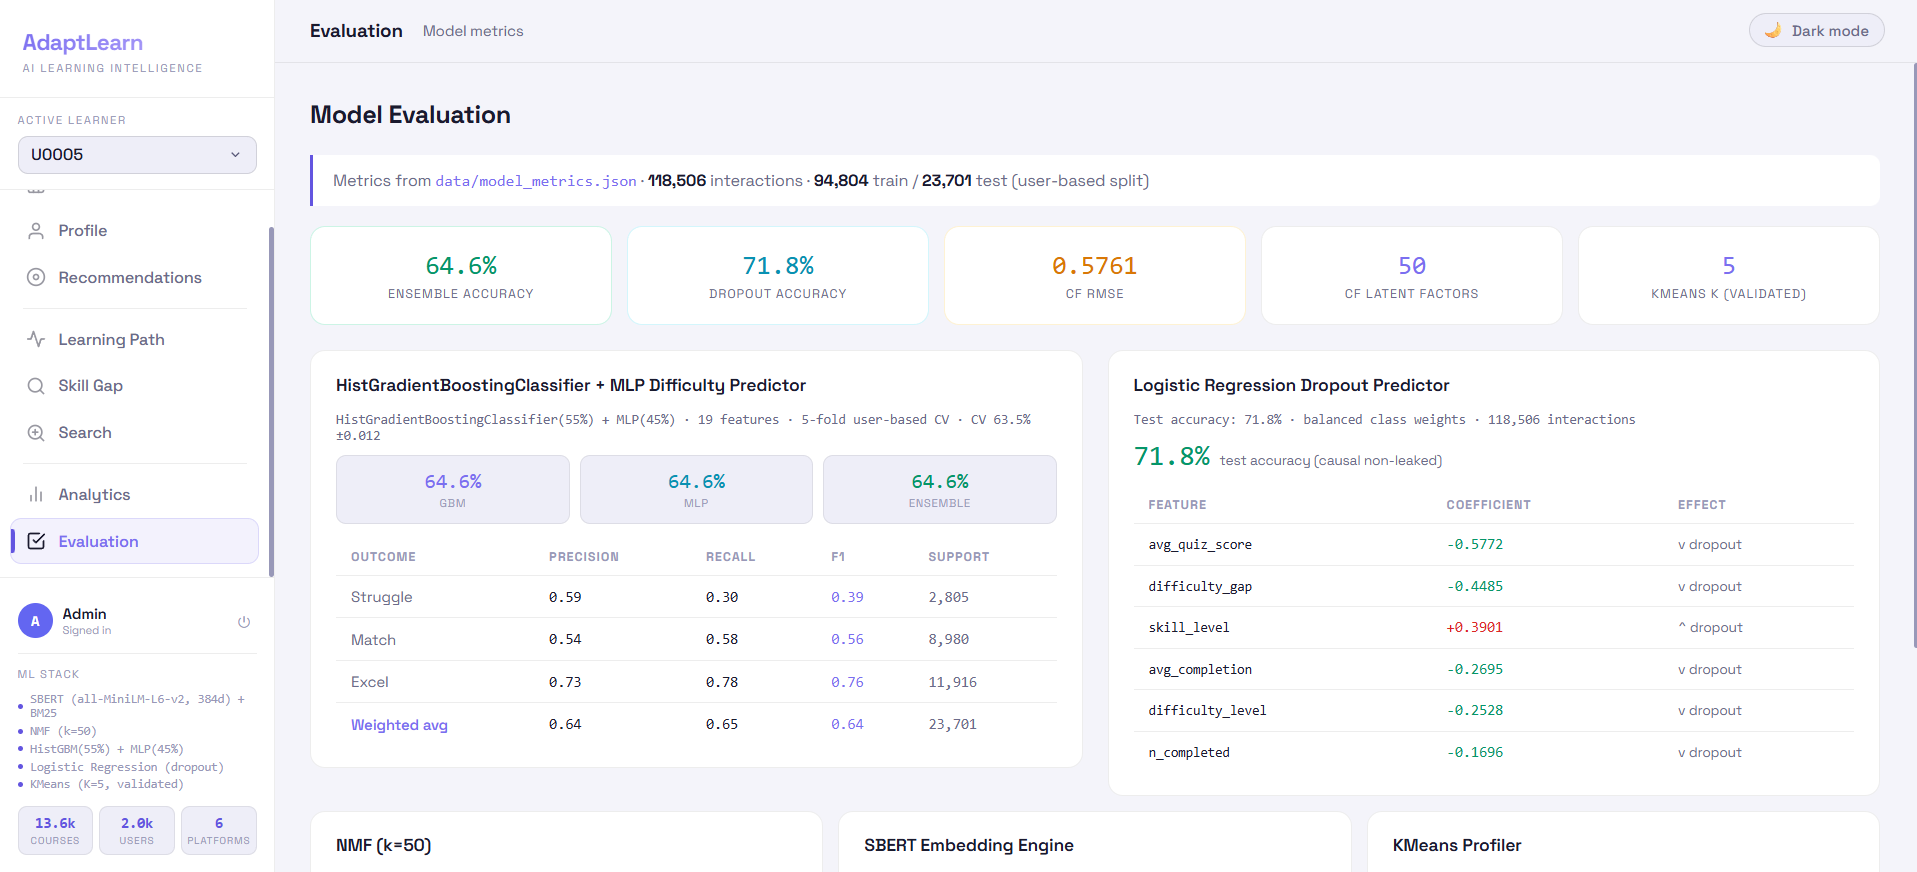 AdaptLearn
AI LEARNING INTELLIGENCE
ACTIVE LEARNER
U0005
Profile
Recommendations
Learning Path
Skill Gap
Search
Analytics
Evaluation
A
Admin
Signed in
ML STACK
SBERT (all-MiniLM-L6-v2, 384d) +
BM25
NMF (k=50)
HistGBM(55%) + MLP(45%)
Logistic Regression (dropout)
KMeans (K=5, validated)
13.6k
COURSES
2.0k
USERS
6
PLATFORMS
Evaluation Model metrics
Dark mode
Model Evaluation
Metrics from data/model_metrics.json · 118,506 interactions · 94,804 train / 23,701 test (user-based split)
64.6%
ENSEMBLE ACCURACY
71.8%
DROPOUT ACCURACY
0.5761
CF RMSE
50
CF LATENT FACTORS
5
KMEANS K (VALIDATED)
HistGradientBoostingClassifier + MLP Difficulty Predictor
HistGradientBoostingClassifier(55%) + MLP(45%) · 19 features · 5-fold user-based CV · CV 63.5%
±0.012
64.6%
GBM
64.6%
MLP
64.6%
ENSEMBLE
OUTCOME PRECISION RECALL F1 SUPPORT
Struggle 0.59 0.30 0.39 2,805
Match 0.54 0.58 0.56 8,980
Excel 0.73 0.78 0.76 11,916
Weighted avg 0.64 0.65 0.64 23,701
Logistic Regression Dropout Predictor
Test accuracy: 71.8% · balanced class weights · 118,506 interactions
71.8% test accuracy (causal non-leaked)
FEATURE COEFFICIENT EFFECT
avg_quiz_score -0.5772 v dropout
difficulty_gap -0.4485 v dropout
skill_level +0.3901 ^ dropout
avg_completion -0.2695 v dropout
difficulty_level -0.2528 v dropout
n_completed -0.1696 v dropout
NMF (k=50)
SBERT Embedding Engine
KMeans Profiler